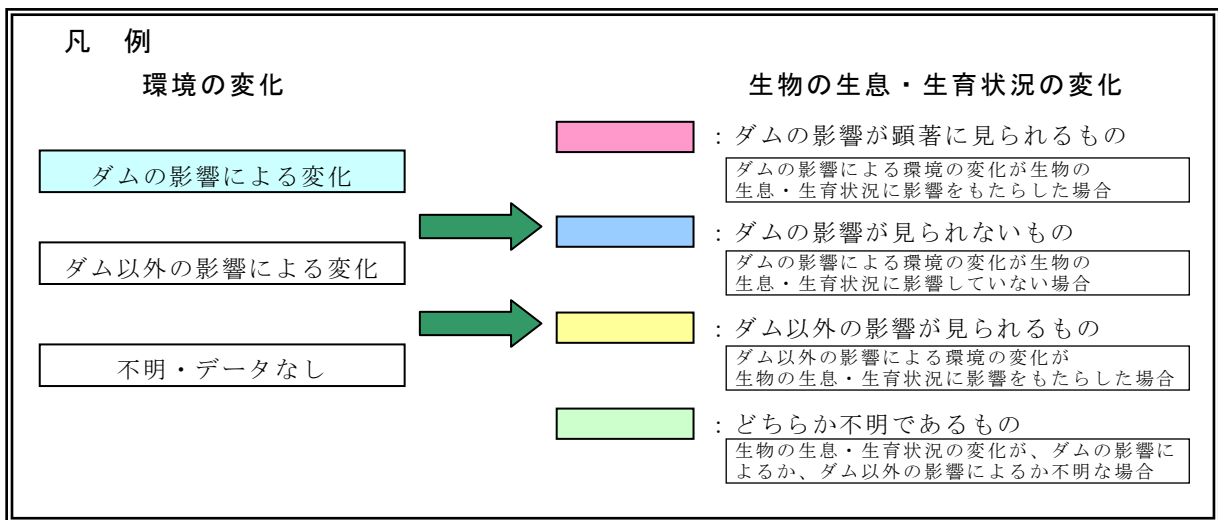 凡 例
環境の変化
ダムの影響による変化
ダム以外の影響による変化
不明・データなし
生物の生息・生育状況の変化
：ダムの影響が顕著に見られるもの
ダムの影響による環境の変化が生物の
生息・生育状況に影響をもたらした場合
：ダムの影響が見られないもの
ダムの影響による環境の変化が生物の
生息・生育状況に影響していない場合
：ダム以外の影響が見られるもの
ダム以外の影響による環境の変化が
生物の生息・生育状況に影響をもたらした場合
：どちらか不明であるもの
生物の生息・生育状況の変化が、ダムの影響に
よるか、ダム以外の影響によるか不明な場合